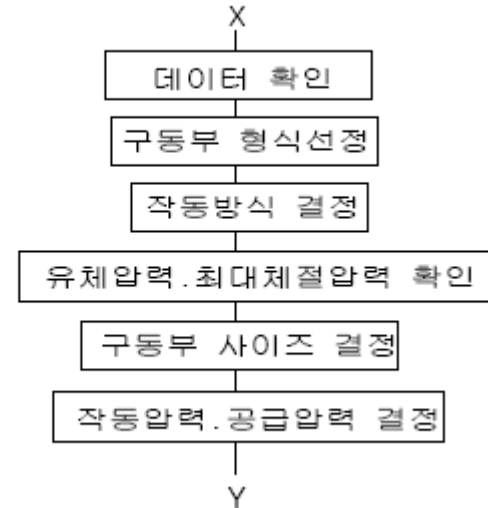 X
데이터 확인
구동부 형식선정
작동방식 결정
유체압력.최대체절압력 확인
구동부 사이즈 결정
작동압력.공급압력 결정
Y